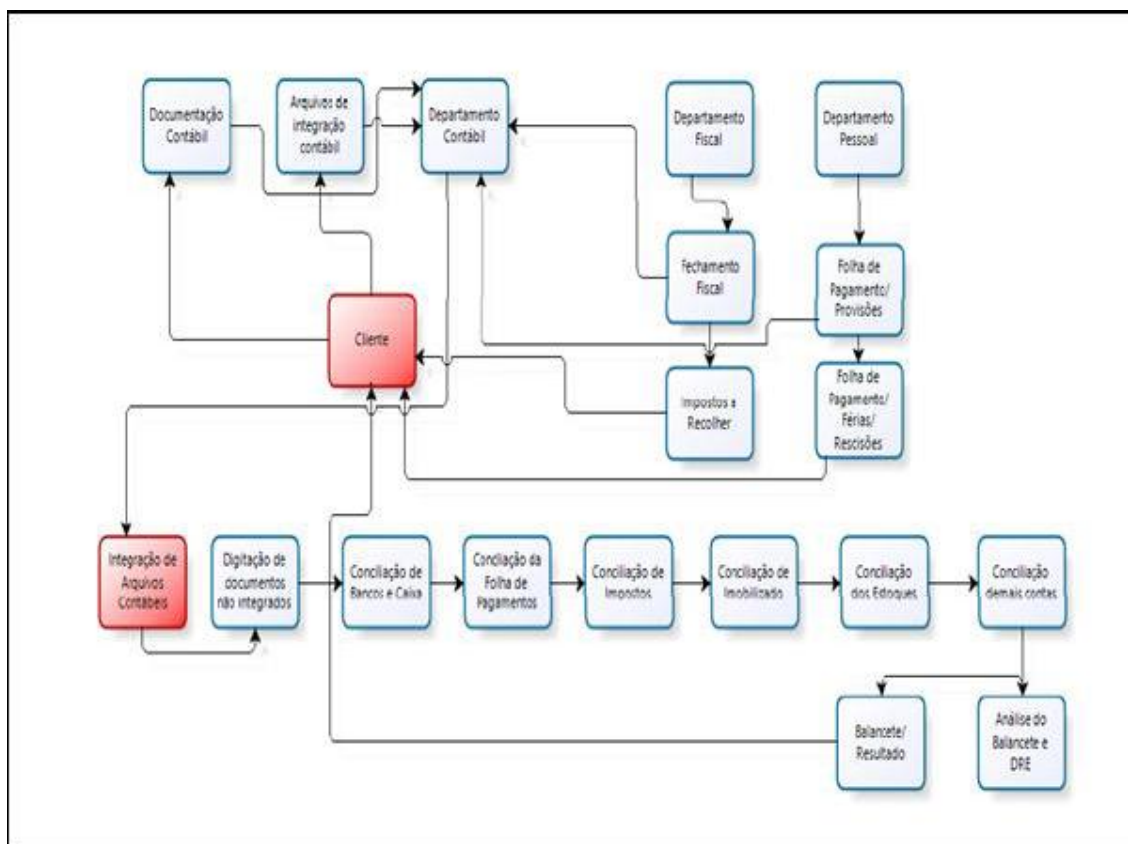 Documentação
Contábil
Arquivos de
integração
contábil
Departamento
Contábil
Departamento
Fiscal
Departamento
Pessoal
Fechamento
Fiscal
Folha de
Pagamento/
Provisões
Cliente
Impostos a
Recolher
Folha de
Pagamento/
Férias/
Rescisões
Integração de
Arquivos
Contábeis
Digitação de
documentos
não integrados
Conciliação de
Bancos e Caixa
Conciliação da
Folha de
Pagamentos
Conciliação de
Impostos
Conciliação de
Imobilizado
Conciliação
dos Estoques
Conciliação
demais contas
Balancete/
Resultado
Análise do
Balancete e
DRE